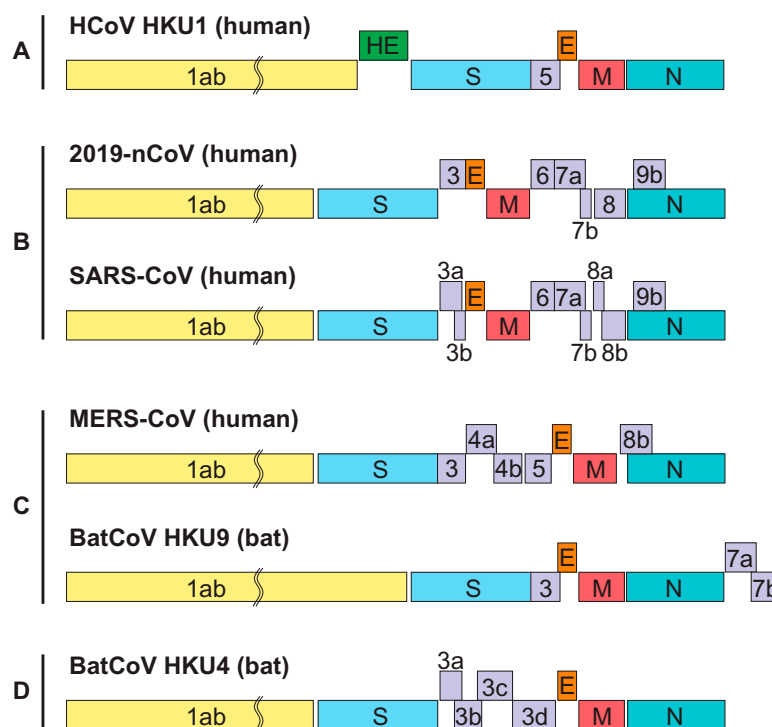 HCoV HKU1 (human)
A
HE
E
1ab
S
5
M
N
2019-nCoV (human)
3
E
6
7a
9b
1ab
S
M
8
N
7b
B
SARS-CoV (human)
3a
8a
E
6
7a
9b
1ab
S
M
N
3b
7b
8b
MERS-CoV (human)
4a
E
8b
1ab
S
3
4b
5
M
N
C
BatCoV HKU9 (bat)
E
7a
1ab
S
3
M
N
7b
BatCoV HKU4 (bat)
3a
D
3c
E
1ab
S
3b
3d
M
N